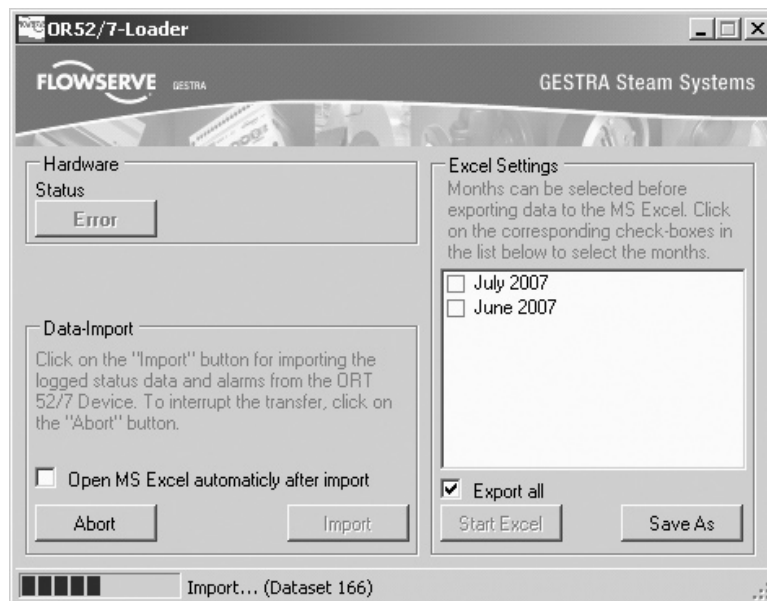 OR52/7-Loader
FLOWSERVE GESTRA
GESTRA Steam Systems
Hardware
Status
Error
Data-Import
Click on the "Import" button for importing the
logged status data and alarms from the ORT
52/7 Device. To interrupt the transfer, click on
the "Abort" button.
Open MS Excel automaticly after import
Abort
Import
Excel Settings
Months can be selected before
exporting data to the MS Excel. Click
on the corresponding check-boxes in
the list below to select the months.
July 2007
June 2007
Export all
Start Excel
Save As
Import... (Dataset 166)